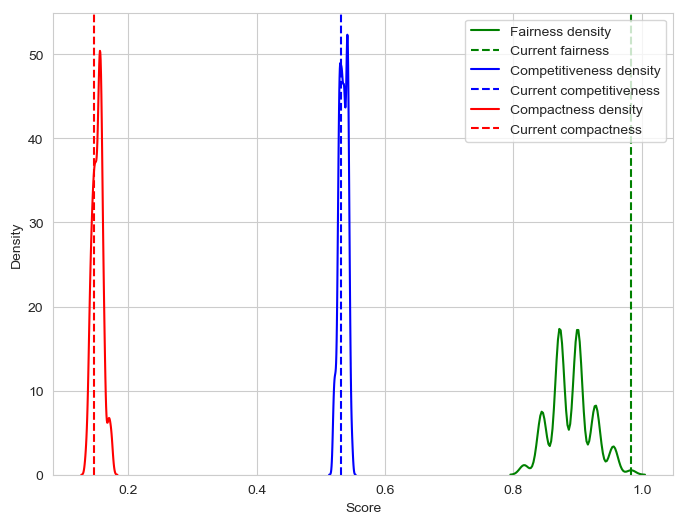 Fairness density
Current fairness
Competitiveness density
Current competitiveness
Compactness density
Current compactness
50
40
30
20
10
0
Density
0.2
0.4
0.6
0.8
1.0
Score